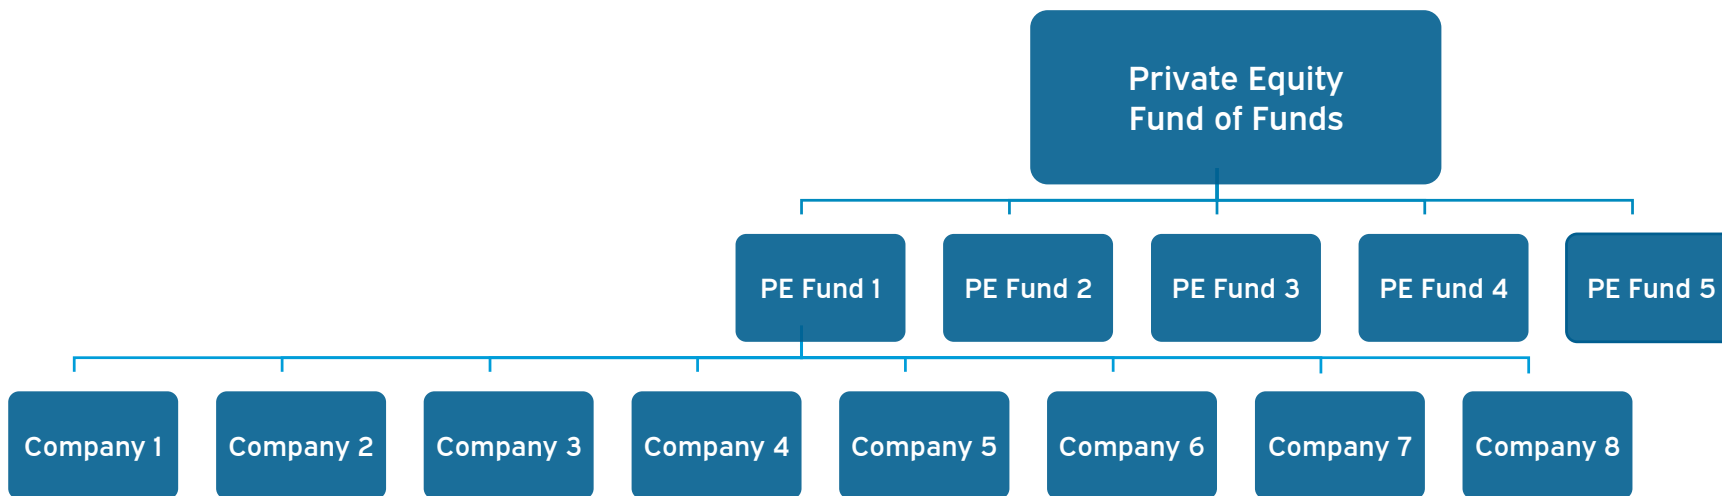 Private Equity
Fund of Funds
PE Fund 1
PE Fund 2
PE Fund 3
PE Fund 4
PE Fund 5
Company 1
Company 2
Company 3
Company 4
Company 5
Company 6
Company 7
Company 8